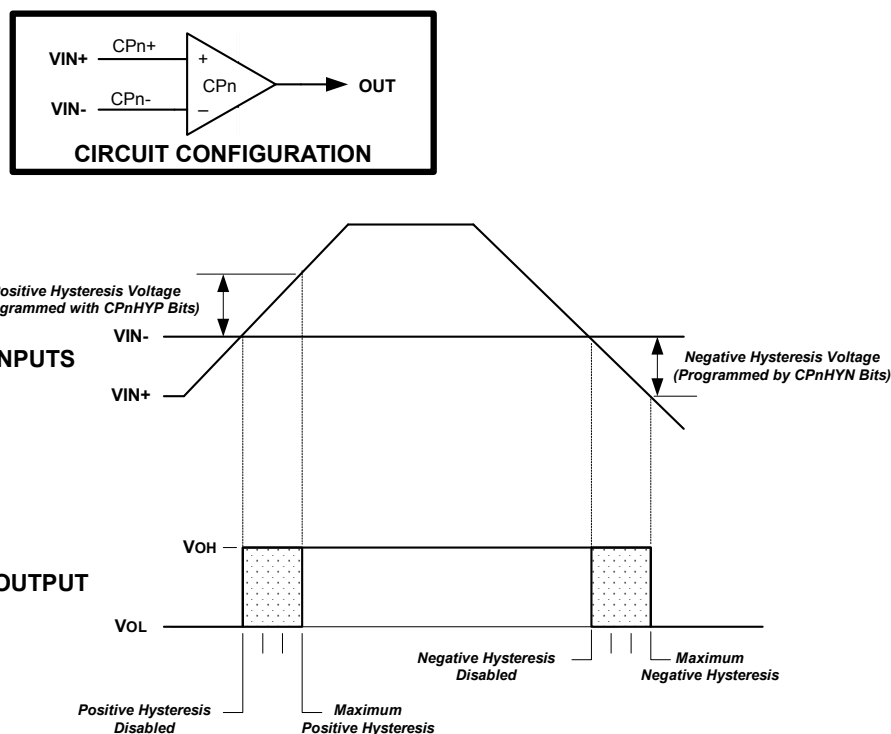 VIN+
CPn+
+
CPn
OUT
VIN-
CPn-
–
CIRCUIT CONFIGURATION
ositive Hysteresis Voltage
grammed with CPnHYP Bits)
VIN-
NPUTS
VIN+
Negative Hysteresis Voltage
(Programmed by CPnHYN Bits)
VOH
OUTPUT
VOL
Negative Hysteresis
Disabled
Maximum
Negative Hysteresis
Positive Hysteresis
Disabled
Maximum
Positive Hysteresis